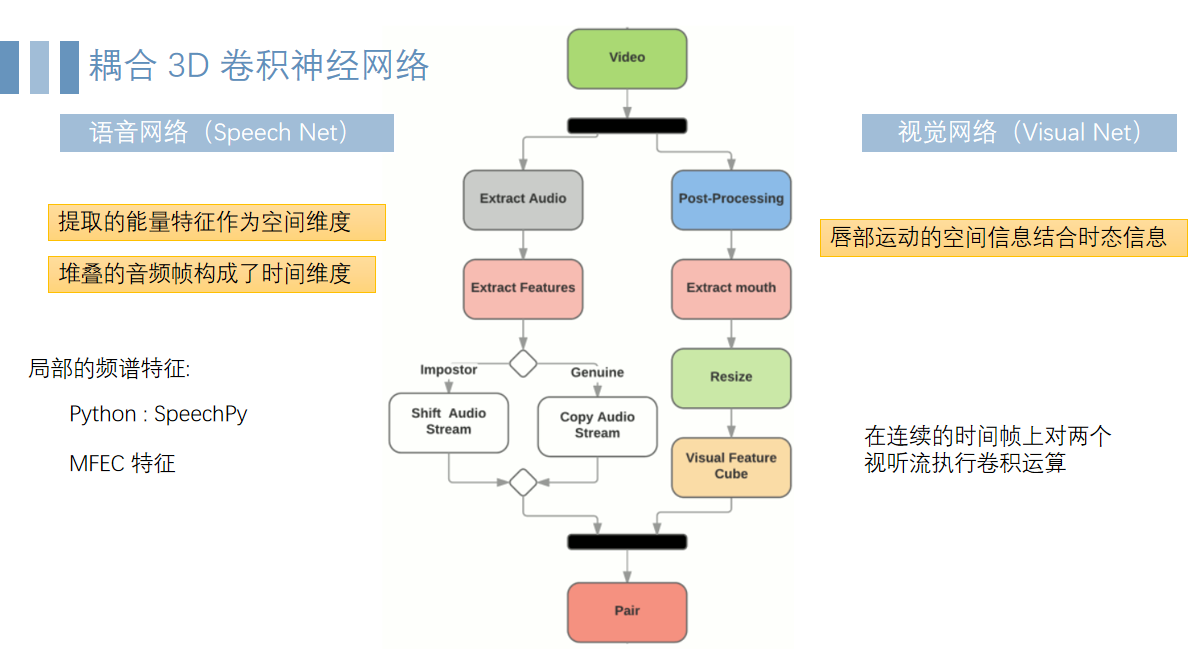 耦合 3D 卷积神经网络
语音网络（Speech Net）
提取的能量特征作为空间维度
堆叠的音频帧构成了时间维度
局部的频谱特征:
Python : SpeechPy
MFEC 特征
Video
Extract Audio
Post-Processing
Extract Features
Extract mouth
Impostor
Genuine
Resize
Shift Audio
Stream
Copy Audio
Stream
Visual Feature
Cube
Pair
视觉网络（Visual Net）
唇部运动的空间信息结合时态信息
在连续的时间帧上对两个
视听流执行卷积运算